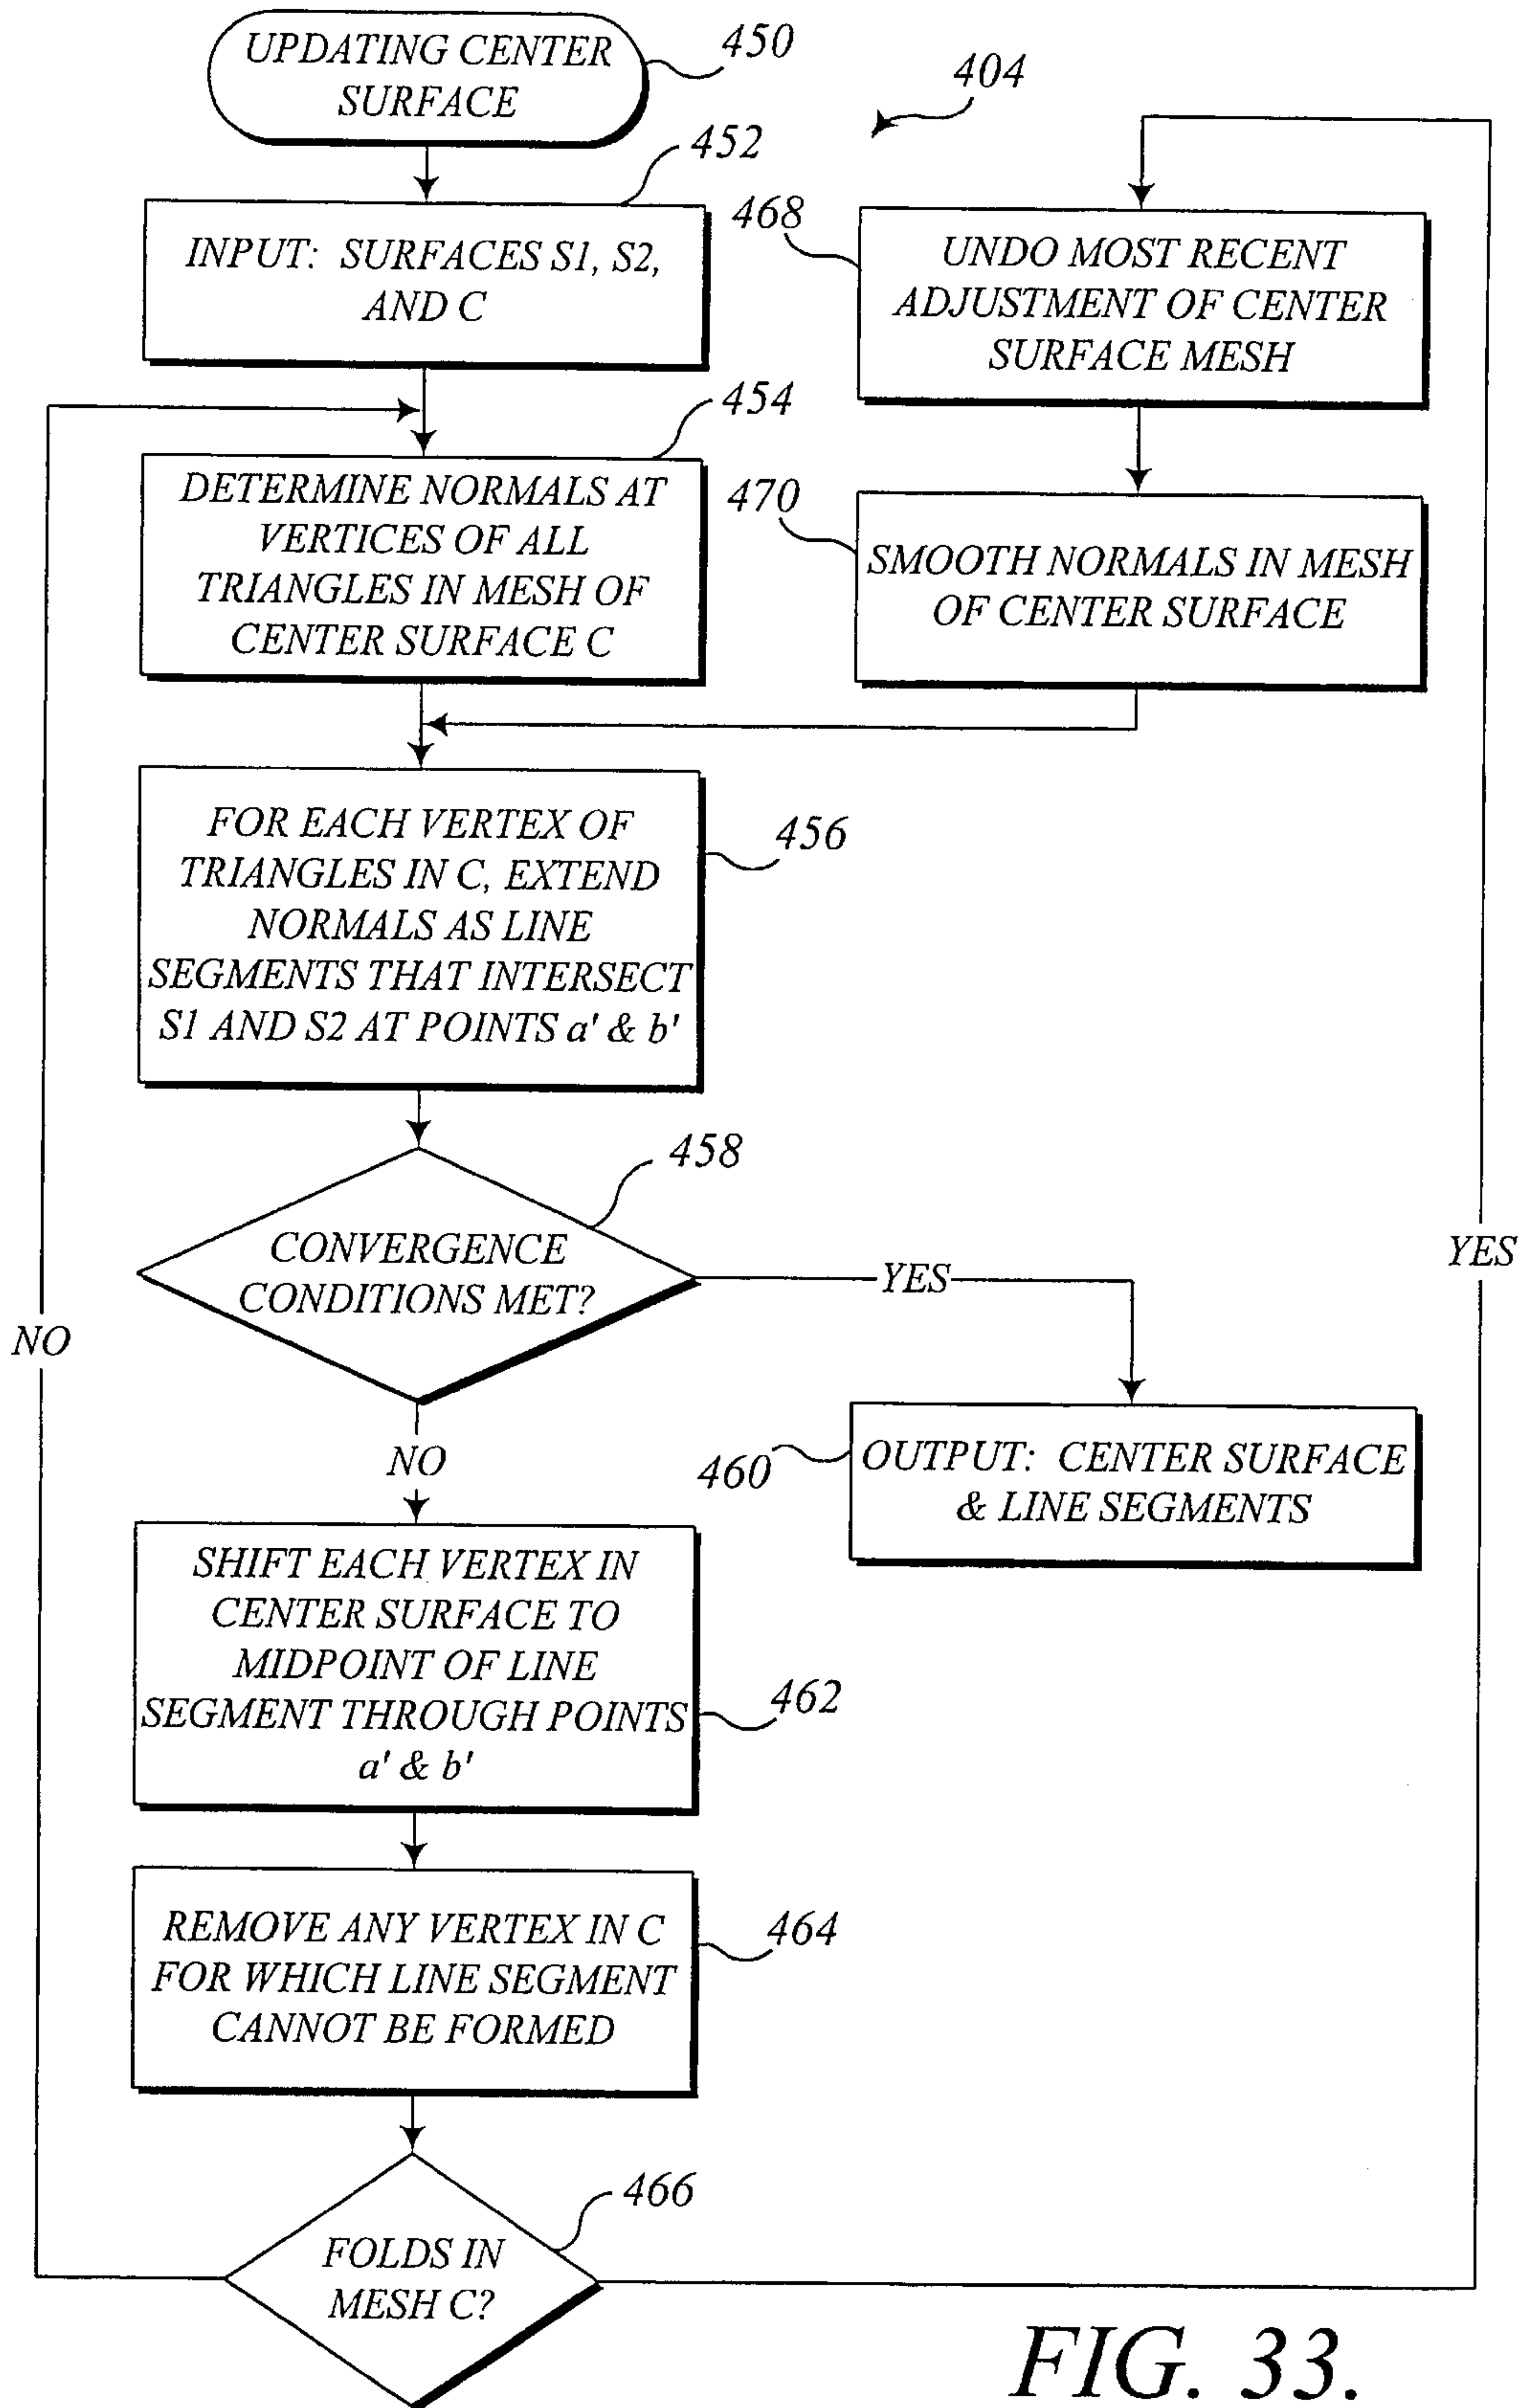 UPDATING CENTER
SURFACE
450
404
452
INPUT: SURFACES S1, S2,
AND C
468
UNDO MOST RECENT
ADJUSTMENT OF CENTER
SURFACE MESH
454
DETERMINE NORMALS AT
VERTICES OF ALL
TRIANGLES IN MESH OF
CENTER SURFACE C
470
SMOOTH NORMALS IN MESH
OF CENTER SURFACE
FOR EACH VERTEX OF
TRIANGLES IN C, EXTEND
NORMALS AS LINE
SEGMENTS THAT INTERSECT
S1 AND S2 AT POINTS a' & b'
456
458
CONVERGENCE
CONDITIONS MET?
YES
YES
NO
NO
460
OUTPUT: CENTER SURFACE
& LINE SEGMENTS
SHIFT EACH VERTEX IN
CENTER SURFACE TO
MIDPOINT OF LINE
SEGMENT THROUGH POINTS
a' & b'
462
REMOVE ANY VERTEX IN C
FOR WHICH LINE SEGMENT
CANNOT BE FORMED
464
466
FOLDS IN
MESH C?
FIG. 33.